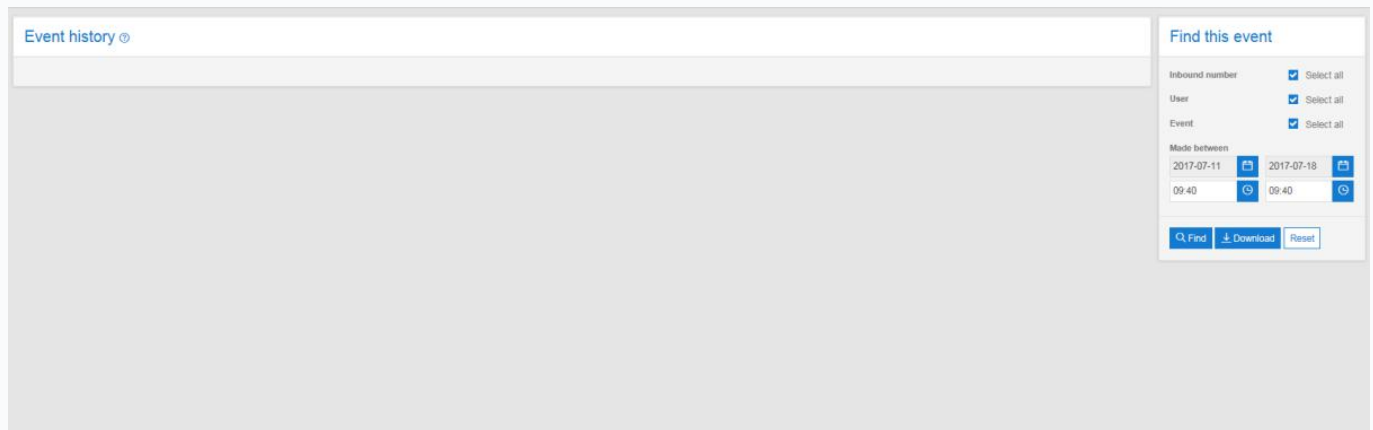 Event history
Find this event
Inbound number Select all
User Select all
Event Select all
Made between
2017-07-11 2017-07-18
09:40 09:40
Find Download Reset